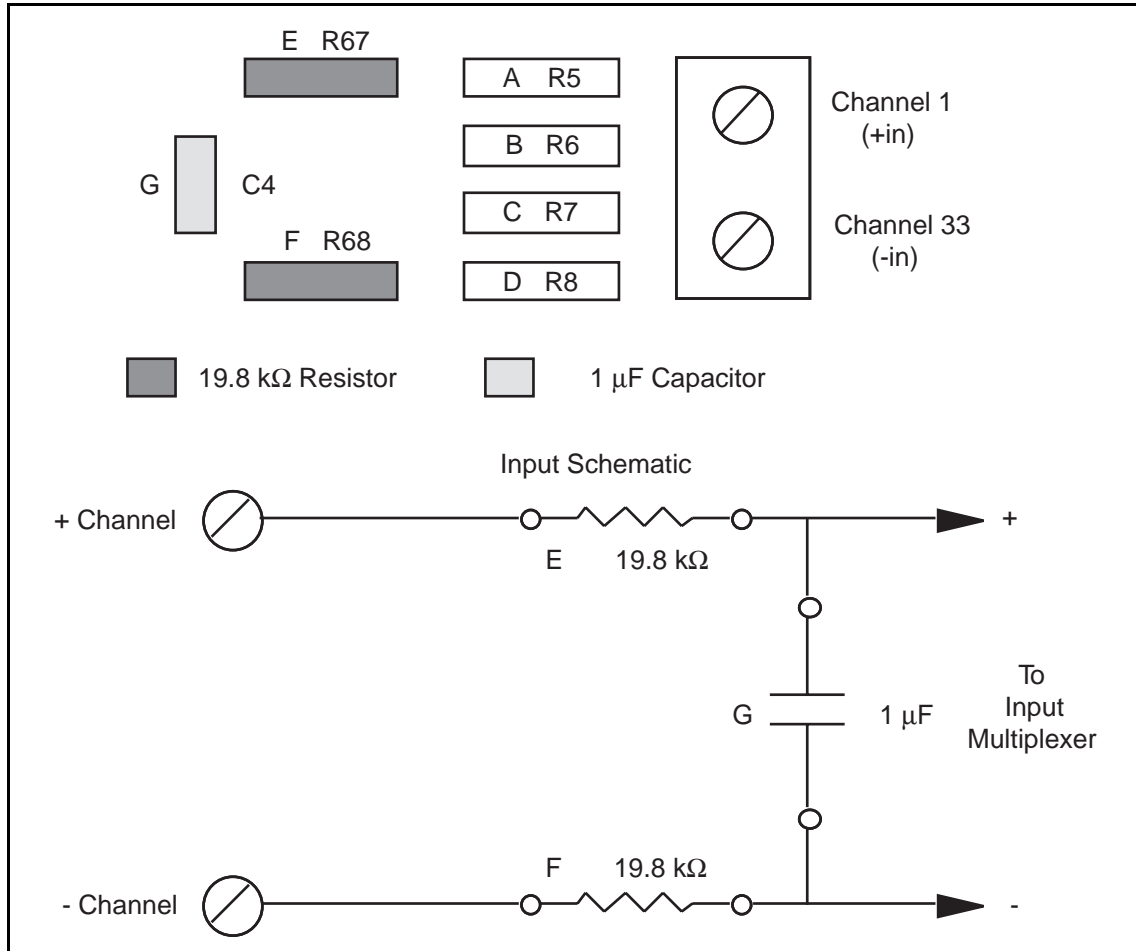 E R67
A R5
Channel 1
(+in)
B R6
G C4
C R7
Channel 33
(-in)
F R68
D R8
19.8 kΩ Resistor
1 μF Capacitor
Input Schematic
+ Channel
+
E 19.8 kΩ
G 1 μF
To
Input
Multiplexer
F 19.8 kΩ
- Channel
-